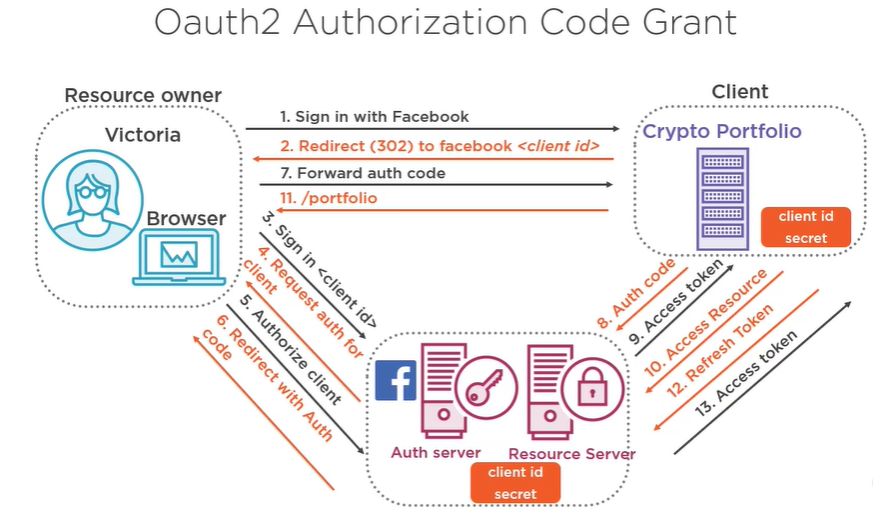 Oauth2 Authorization Code Grant
Resource owner
Victoria
Browser
Client
Crypto Portfolio
client id
secret
1. Sign in with Facebook
2. Redirect (302) to facebook <client id>
7. Forward auth code
11. /portfolio
3. Sign in <client id>
4. Request auth for
client
5. Authorize client
6. Redirect with Auth
code
8. Auth code
9. Access token
10. Access Resource
12. Refresh Token
13. Access token
f
Auth server
Resource Server
client id
secret